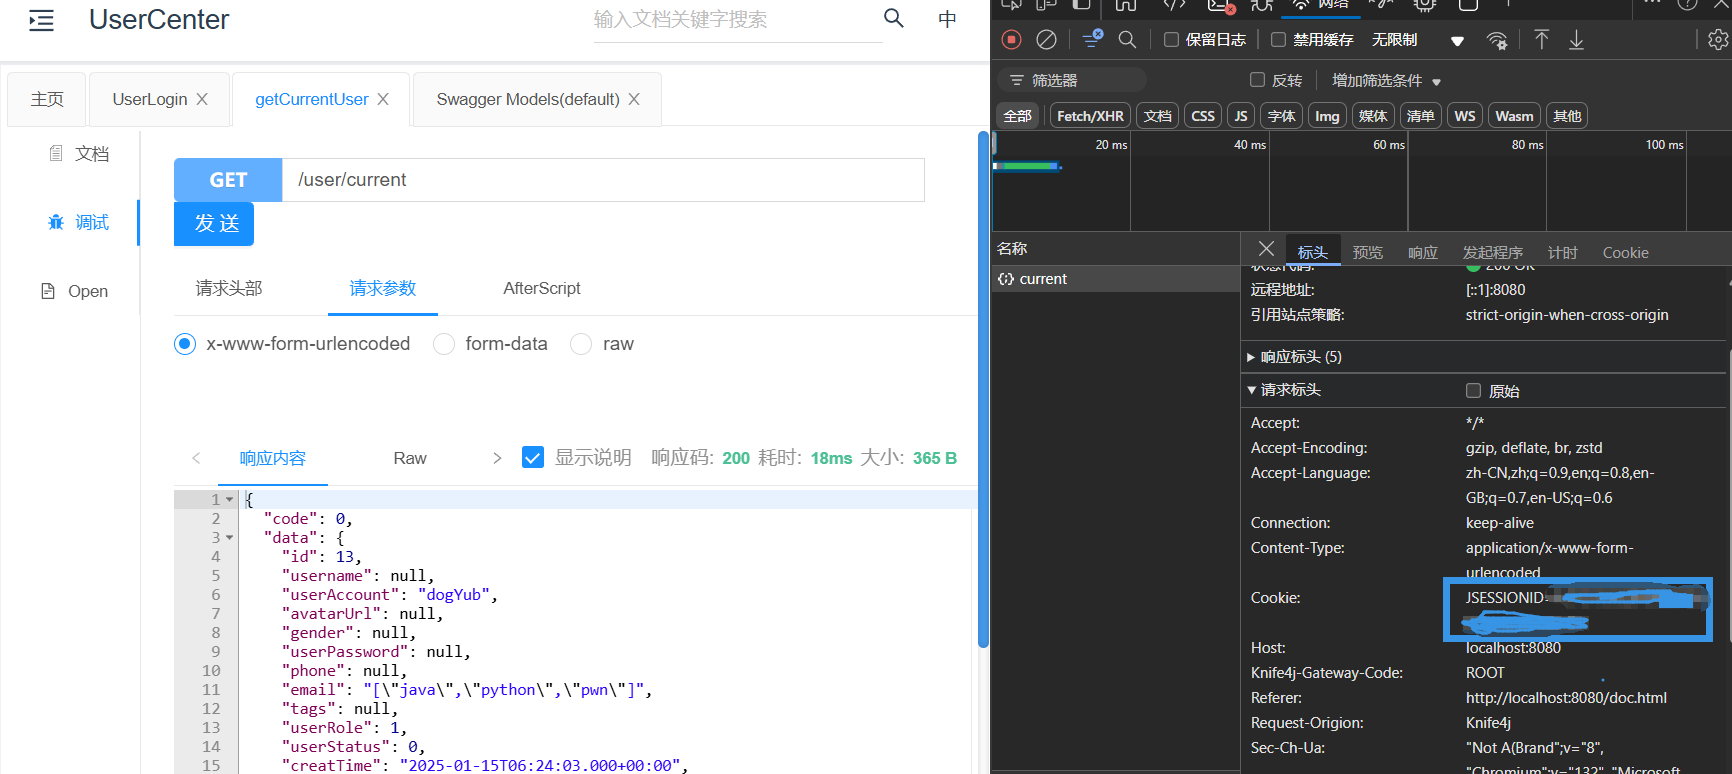 UserCenter
输入文档关键字搜索
中
主页
UserLogin
getCurrentUser
Swagger Models(default)
文档
调试
Open
GET
/user/current
发 送
请求头部
请求参数
AfterScript
x-www-form-urlencoded
form-data
raw
响应内容
Raw
显示说明
响应码: 200 耗时: 18ms 大小: 365 B
1 {
2 "code": 0,
3 "data": {
4 "id": 13,
5 "username": null,
6 "userAccount": "dogYub",
7 "avatarUrl": null,
8 "gender": null,
9 "userPassword": null,
10 "phone": null,
11 "email": "[\"java\",\"python\",\"pwn\"]",
12 "tags": null,
13 "userRole": 1,
14 "userStatus": 0,
15 "creatTime": "2025-01-15T06:24:03.000+00:00",
网络
保留日志
禁用缓存
无限制
筛选器
反转
增加筛选条件
全部
Fetch/XHR
文档
CSS
JS
字体
Img
媒体
清单
WS
Wasm
其他
20 ms
40 ms
60 ms
80 ms
100 ms
名称
current
标头
预览
响应
发起程序
计时
Cookie
状态代码: 200 OK
远程地址: [::1]:8080
引用站点策略: strict-origin-when-cross-origin
响应标头 (5)
请求标头
原始
Accept: */*
Accept-Encoding: gzip, deflate, br, zstd
Accept-Language: zh-CN,zh;q=0.9,en;q=0.8,en-
GB;q=0.7,en-US;q=0.6
Connection: keep-alive
Content-Type: application/x-www-form-
urlencoded
Cookie: JSESSIONID
Host: localhost:8080
Knife4j-Gateway-Code: ROOT
Referer: http://localhost:8080/doc.html
Request-Origion: Knife4j
Sec-Ch-Ua: "Not A(Brand";v="8",
"Chromium";v="132", "Microsoft